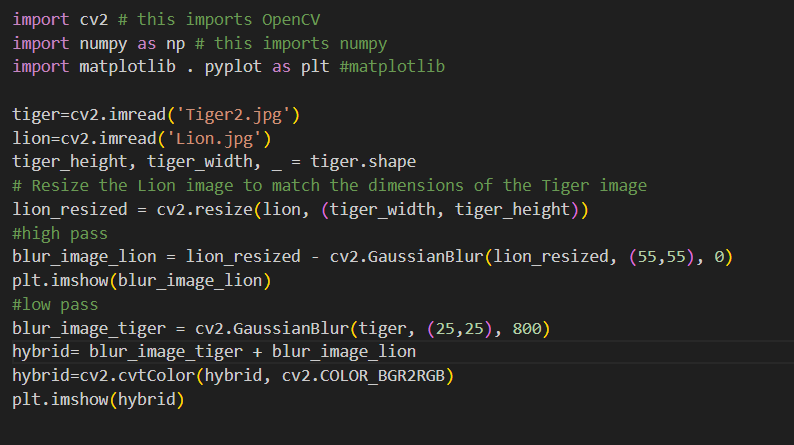 import cv2 # this imports OpenCV
import numpy as np # this imports numpy
import matplotlib . pyplot as plt #matplotlib
tiger=cv2.imread('Tiger2.jpg')
lion=cv2.imread('Lion.jpg')
tiger_height, tiger_width, _ = tiger.shape
# Resize the Lion image to match the dimensions of the Tiger image
lion_resized = cv2.resize(lion, (tiger_width, tiger_height))
#high pass
blur_image_lion = lion_resized - cv2.GaussianBlur(lion_resized, (55,55), 0)
plt.imshow(blur_image_lion)
#low pass
blur_image_tiger = cv2.GaussianBlur(tiger, (25,25), 800)
hybrid= blur_image_tiger + blur_image_lion
hybrid=cv2.cvtColor(hybrid, cv2.COLOR_BGR2RGB)
plt.imshow(hybrid)